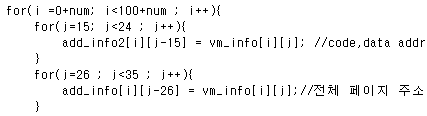 for(i =0+num; i<100+num ; i++){
for(j=15; j<24 ; j++){
add_info2[i][j-15] = vm_info[i][j]; //code,data addr
}
for(j=26 ; j<35 ; j++){
add_info[i][j-26] = vm_info[i][j];//전체 페이지 주소
}